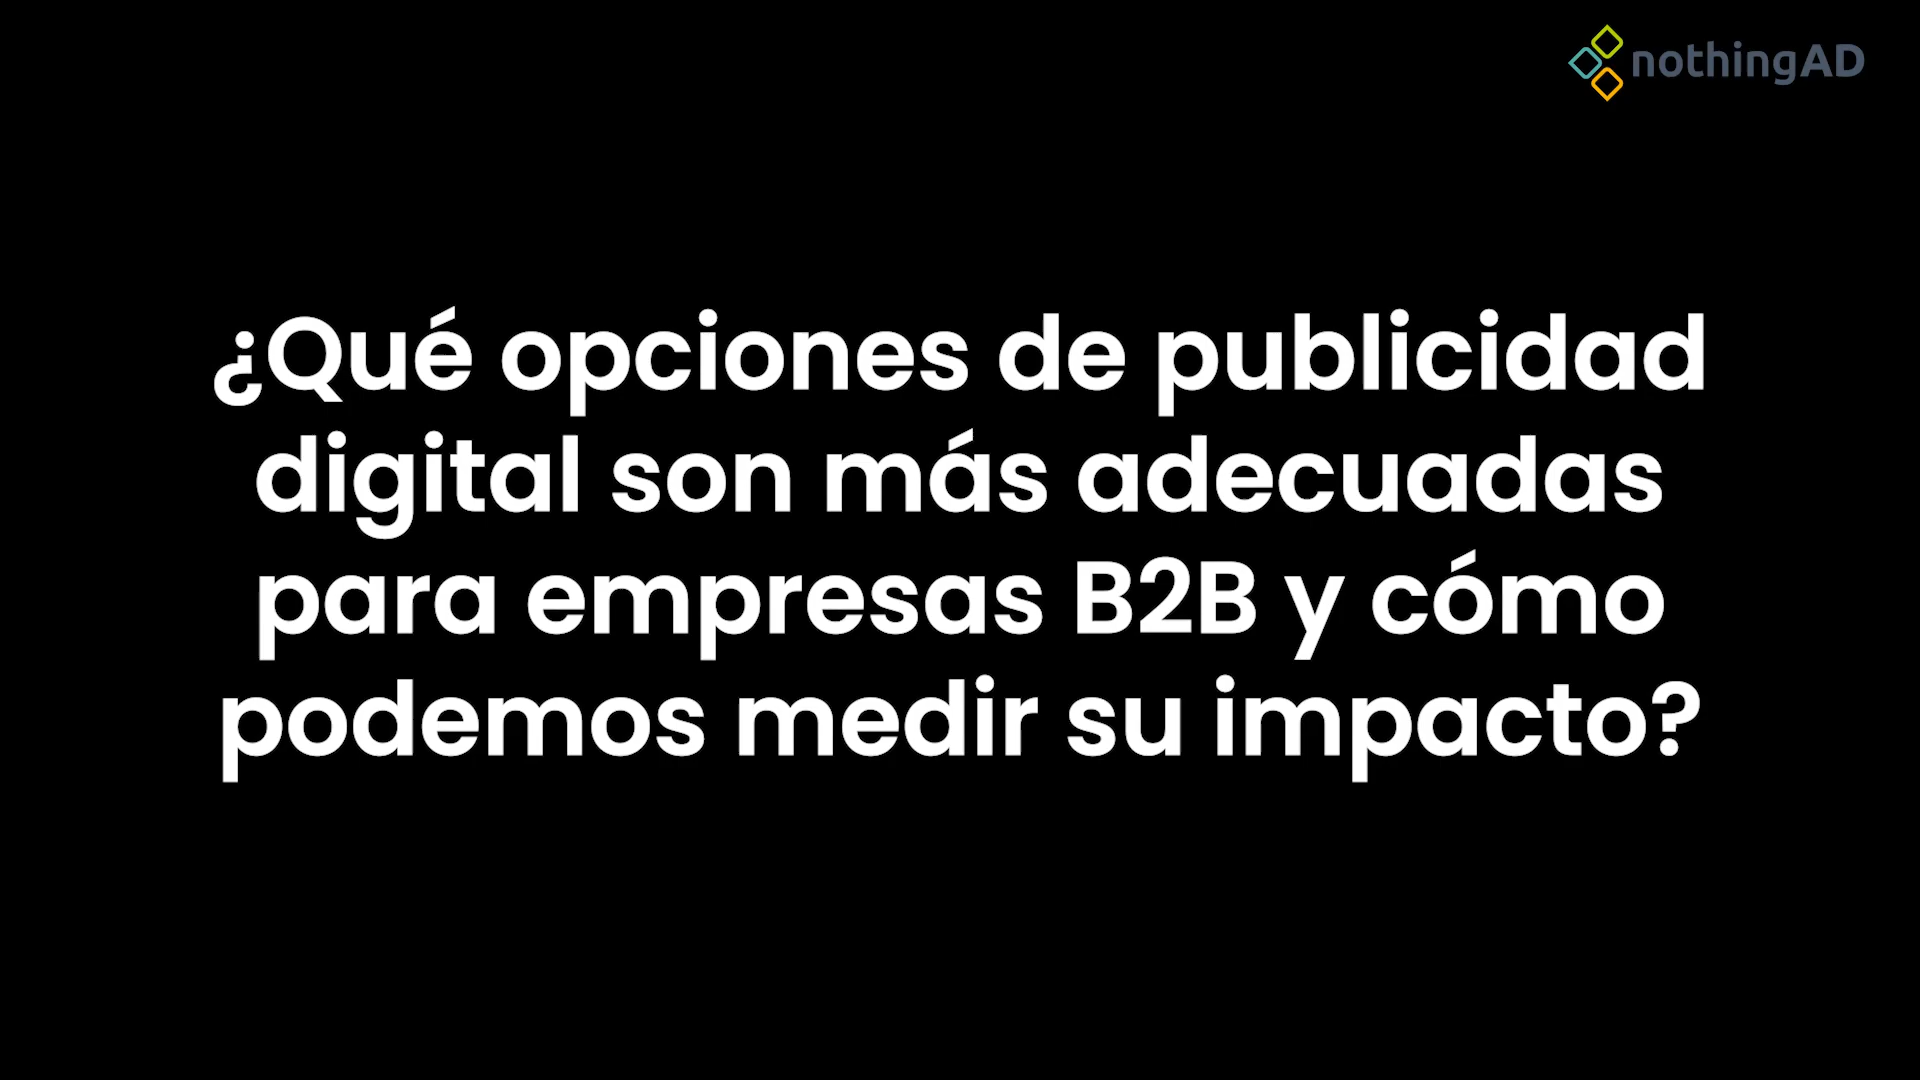 nothingAD
¿Qué opciones de publicidad
digital son más adecuadas
para empresas B2B y cómo
podemos medir su impacto?